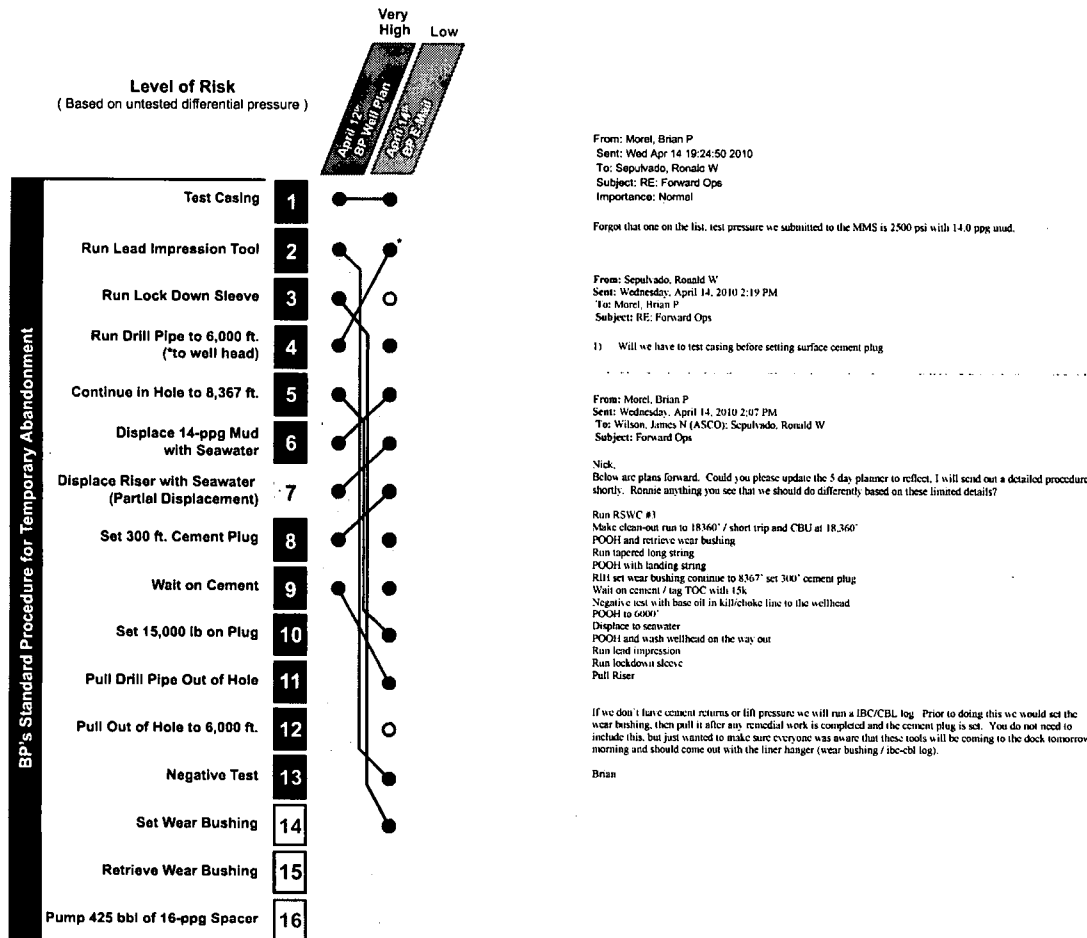 Very
High
Low
Level of Risk
( Based on untested differential pressure )
April 12th
BP Well Plan
April 14th
BP E-Mail
BP's Standard Procedure for Temporary Abandonment
Test Casing 1
Run Lead Impression Tool 2
*
Run Lock Down Sleeve 3
Run Drill Pipe to 6,000 ft.
(*to well head) 4
Continue in Hole to 8,367 ft. 5
Displace 14-ppg Mud
with Seawater 6
Displace Riser with Seawater
(Partial Displacement) 7
Set 300 ft. Cement Plug 8
Wait on Cement 9
Set 15,000 lb on Plug 10
Pull Drill Pipe Out of Hole 11
Pull Out of Hole to 6,000 ft. 12
Negative Test 13
Set Wear Bushing 14
Retrieve Wear Bushing 15
Pump 425 bbl of 16-ppg Spacer 16
From: Morel, Brian P
Sent: Wed Apr 14 19:24:50 2010
To: Sepulvado, Ronald W
Subject: RE: Forward Ops
Importance: Normal
Forgot that one on the list, test pressure we submitted to the MMS is 2500 psi with 14.0 ppg mud.
From: Sepulvado, Ronald W
Sent: Wednesday, April 14, 2010 2:19 PM
To: Morel, Brian P
Subject: RE: Forward Ops
1) Will we have to test casing before setting surface cement plug
From: Morel, Brian P
Sent: Wednesday, April 14, 2010 2:07 PM
To: Wilson, James N (ASCO); Sepulvado, Ronald W
Subject: Forward Ops
Nick,
Below are plans forward. Could you please update the 5 day planner to reflect, I will send out a detailed procedure
shortly. Ronnie anything you see that we should do differently based on these limited details?
Run RSWC #3
Make clean-out run to 18360' / short trip and CBU at 18,360'
POOH and retrieve wear bushing
Run tapered long string
POOH with landing string
RIH set wear bushing continue to 8367' set 300' cement plug
Wait on cement / tag TOC with 15k
Negative test with base oil in kill/choke line to the wellhead
POOH to 6000'
Displace to seawater
POOH and wash wellhead on the way out
Run lead impression
Run lockdown sleeve
Pull Riser
If we don't have cement returns or lift pressure we will run a IBC/CBL log Prior to doing this we would set the
wear bushing, then pull it after any remedial work is completed and the cement plug is set. You do not need to
include this, but just wanted to make sure everyone was aware that these tools will be coming to the dock tomorrow
morning and should come out with the liner hanger (wear bushing / ibc-cbl log).
Brian